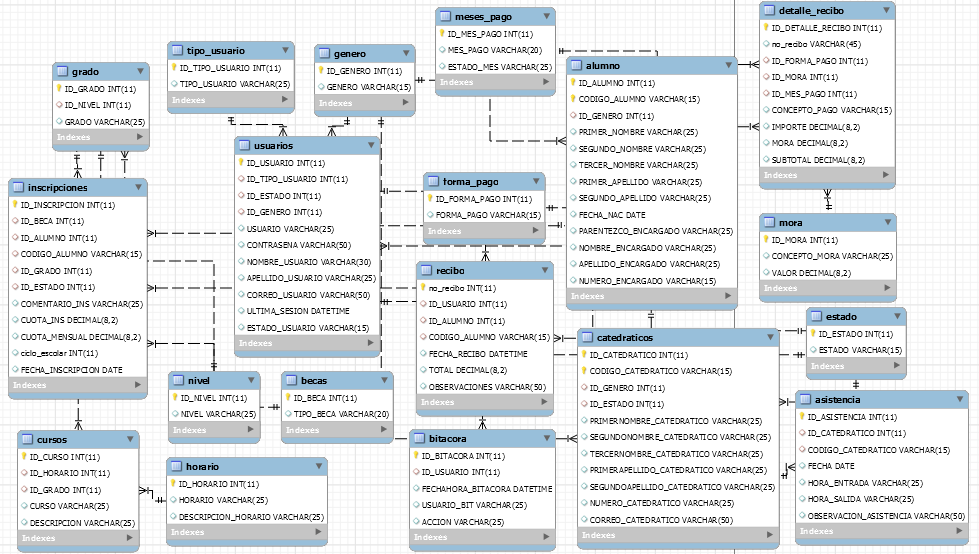 grado
ID_GRADO INT(11)
ID_NIVEL INT(11)
GRADO VARCHAR(25)
Indexes
tipo_usuario
ID_TIPO_USUARIO INT(11)
TIPO_USUARIO VARCHAR(25)
Indexes
genero
ID_GENERO INT(11)
GENERO VARCHAR(15)
Indexes
meses_pago
ID_MES_PAGO INT(11)
MES_PAGO VARCHAR(20)
ESTADO_MES VARCHAR(25)
Indexes
alumno
ID_ALUMNO INT(11)
CODIGO_ALUMNO VARCHAR(15)
ID_GENERO INT(11)
PRIMER_NOMBRE VARCHAR(25)
SEGUNDO_NOMBRE VARCHAR(25)
TERCER_NOMBRE VARCHAR(25)
PRIMER_APELLIDO VARCHAR(25)
SEGUNDO_APELLIDO VARCHAR(25)
FECHA_NAC DATE
PARENTEZCO_ENCARGADO VARCHAR(25)
NOMBRE_ENCARGADO VARCHAR(25)
APELLIDO_ENCARGADO VARCHAR(25)
NUMERO_ENCARGADO VARCHAR(15)
Indexes
detalle_recibo
ID_DETALLE_RECIBO INT(11)
no_recibo VARCHAR(45)
ID_FORMA_PAGO INT(11)
ID_MORA INT(11)
ID_MES_PAGO INT(11)
CONCEPTO_PAGO VARCHAR(15)
IMPORTE DECIMAL(8,2)
MORA DECIMAL(8,2)
SUBTOTAL DECIMAL(8,2)
Indexes
inscripciones
ID_INSCRIPCION INT(11)
ID_BECA INT(11)
ID_ALUMNO INT(11)
CODIGO_ALUMNO VARCHAR(15)
ID_GRADO INT(11)
ID_ESTADO INT(11)
COMENTARIO_INS VARCHAR(25)
CUOTA_INS DECIMAL(8,2)
CUOTA_MENSUAL DECIMAL(8,2)
ciclo_escolar INT(11)
FECHA_INSCRIPCION DATE
Indexes
usuarios
ID_USUARIO INT(11)
ID_TIPO_USUARIO INT(11)
ID_ESTADO INT(11)
ID_GENERO INT(11)
USUARIO VARCHAR(25)
CONTRASENA VARCHAR(50)
NOMBRE_USUARIO VARCHAR(30)
APELLIDO_USUARIO VARCHAR(25)
CORREO_USUARIO VARCHAR(50)
ULTIMA_SESION DATETIME
ESTADO_USUARIO VARCHAR(15)
Indexes
forma_pago
ID_FORMA_PAGO INT(11)
FORMA_PAGO VARCHAR(15)
Indexes
mora
ID_MORA INT(11)
CONCEPTO_MORA VARCHAR(25)
VALOR DECIMAL(8,2)
Indexes
recibo
no_recibo INT(11)
ID_USUARIO INT(11)
ID_ALUMNO INT(11)
CODIGO_ALUMNO VARCHAR(15)
FECHA_RECIBO DATETIME
TOTAL DECIMAL(8,2)
OBSERVACIONES VARCHAR(50)
Indexes
estado
ID_ESTADO INT(11)
ESTADO VARCHAR(15)
Indexes
catedraticos
ID_CATEDRATICO INT(11)
CODIGO_CATEDRATICO VARCHAR(15)
ID_GENERO INT(11)
ID_ESTADO INT(11)
PRIMERNOMBRE_CATEDRATICO VARCHAR(25)
SEGUNDONOMBRE_CATEDRATICO VARCHAR(25)
TERCERNOMBRE_CATEDRATICO VARCHAR(25)
PRIMERAPELLIDO_CATEDRATICO VARCHAR(25)
SEGUNDOAPELLIDO_CATEDRATICO VARCHAR(25)
NUMERO_CATEDRATICO VARCHAR(25)
CORREO_CATEDRATICO VARCHAR(50)
Indexes
nivel
ID_NIVEL INT(11)
NIVEL VARCHAR(25)
Indexes
becas
ID_BECA INT(11)
TIPO_BECA VARCHAR(20)
Indexes
asistencia
ID_ASISTENCIA INT(11)
ID_CATEDRATICO INT(11)
CODIGO_CATEDRATICO VARCHAR(15)
FECHA DATE
HORA_ENTRADA VARCHAR(25)
HORA_SALIDA VARCHAR(25)
OBSERVACION_ASISTENCIA VARCHAR(50)
Indexes
cursos
ID_CURSO INT(11)
ID_HORARIO INT(11)
ID_GRADO INT(11)
CURSO VARCHAR(25)
DESCRIPCION VARCHAR(25)
Indexes
horario
ID_HORARIO INT(11)
HORARIO VARCHAR(25)
DESCRIPCION_HORARIO VARCHAR(25)
Indexes
bitacora
ID_BITACORA INT(11)
ID_USUARIO INT(11)
FECHAHORA_BITACORA DATETIME
USUARIO_BIT VARCHAR(25)
ACCION VARCHAR(25)
Indexes